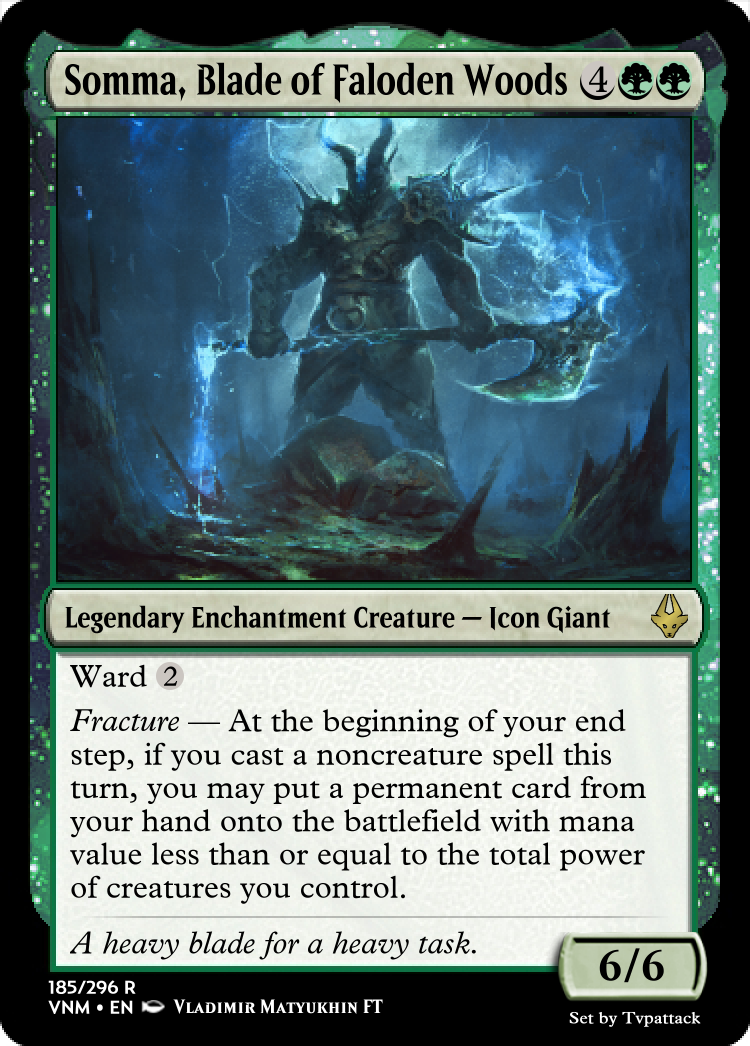 Somma, Blade of Faloden Woods 4
Legendary Enchantment Creature — Icon Giant
Ward 2
Fracture — At the beginning of your end
step, if you cast a noncreature spell this
turn, you may put a permanent card from
your hand onto the battlefield with mana
value less than or equal to the total power
of creatures you control.
A heavy blade for a heavy task.
6/6
185/296 R
VNM • EN Vladimir Matyukhin FT
Set by Tvpattack